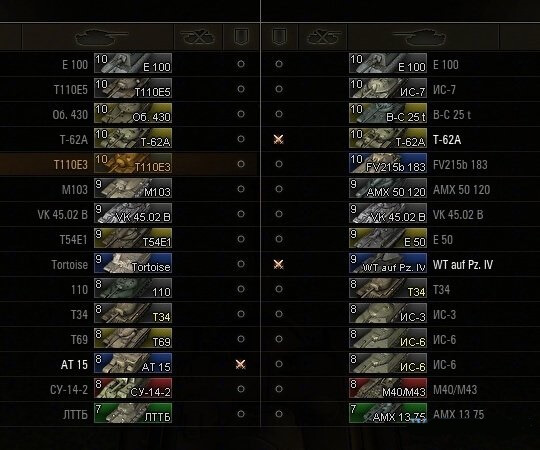 E 100 10 E 100 10 E 100 E 100
T110E5 10 T110E5 10 ИС-7 ИС-7
Об. 430 10 Об. 430 10 B-C 25 t B-C 25 t
Т-62А 10 Т-62А 10 Т-62А Т-62А
T110E3 10 T110E3 10 FV215b 183 FV215b 183
M103 9 M103 9 AMX 50 120 AMX 50 120
VK 45.02 B 9 VK 45.02 B 9 VK 45.02 B VK 45.02 B
T54E1 9 T54E1 9 E 50 E 50
Tortoise 9 Tortoise 9 WT auf Pz. IV WT auf Pz. IV
110 8 110 8 T34 T34
T34 8 T34 8 ИС-3 ИС-3
T69 8 T69 8 ИС-6 ИС-6
AT 15 8 AT 15 8 ИС-6 ИС-6
СУ-14-2 8 СУ-14-2 8 M40/M43 M40/M43
ЛТТБ 7 ЛТТБ 7 AMX 13 75 AMX 13 75